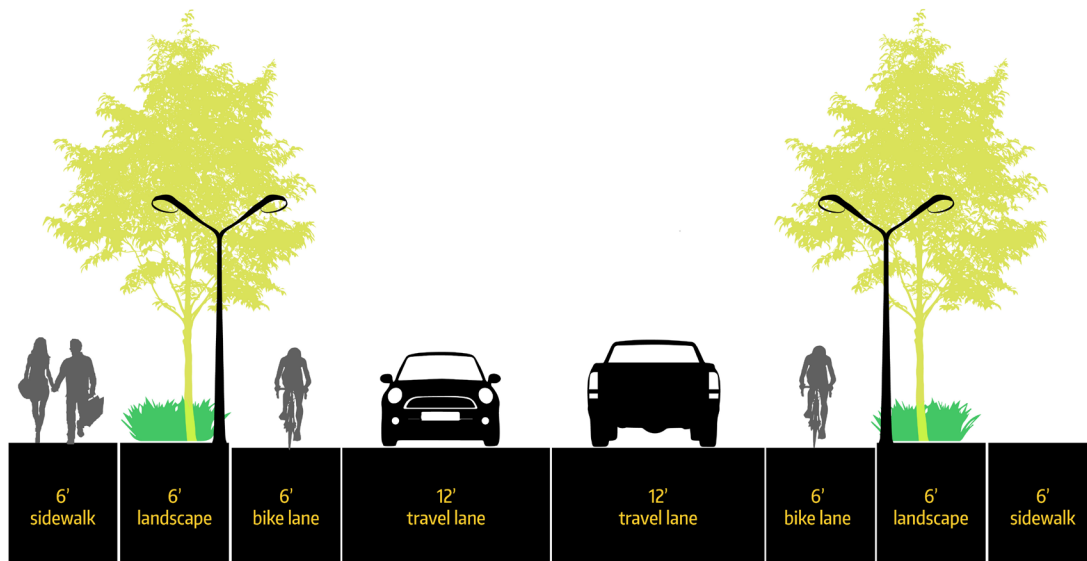 6'
sidewalk
6'
landscape
6'
bike lane
12'
travel lane
12'
travel lane
6'
bike lane
6'
landscape
6'
sidewalk